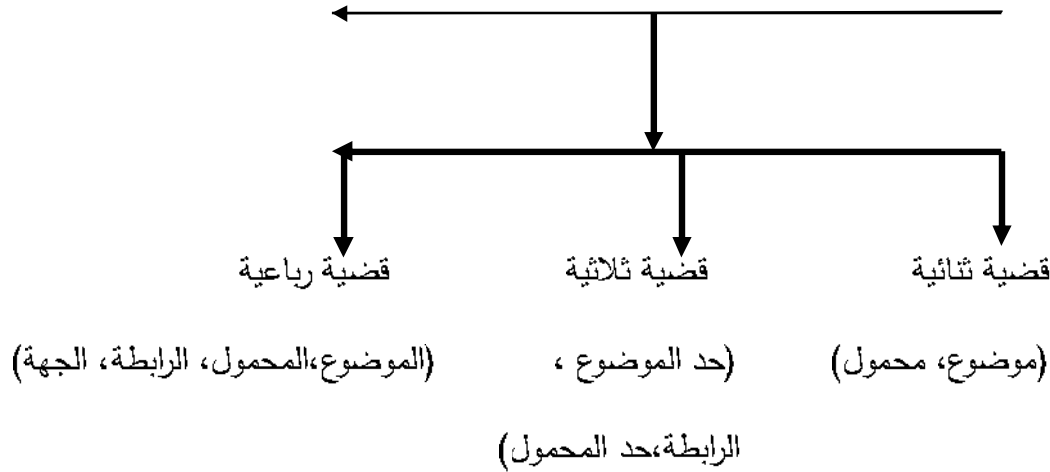 قضية ثنائية قضية ثلاثية قضية رباعية
(موضوع، محمول) (حد الموضوع ، (الموضوع،المحمول، الرابطة، الجهة)
الرابطة،حد المحمول)